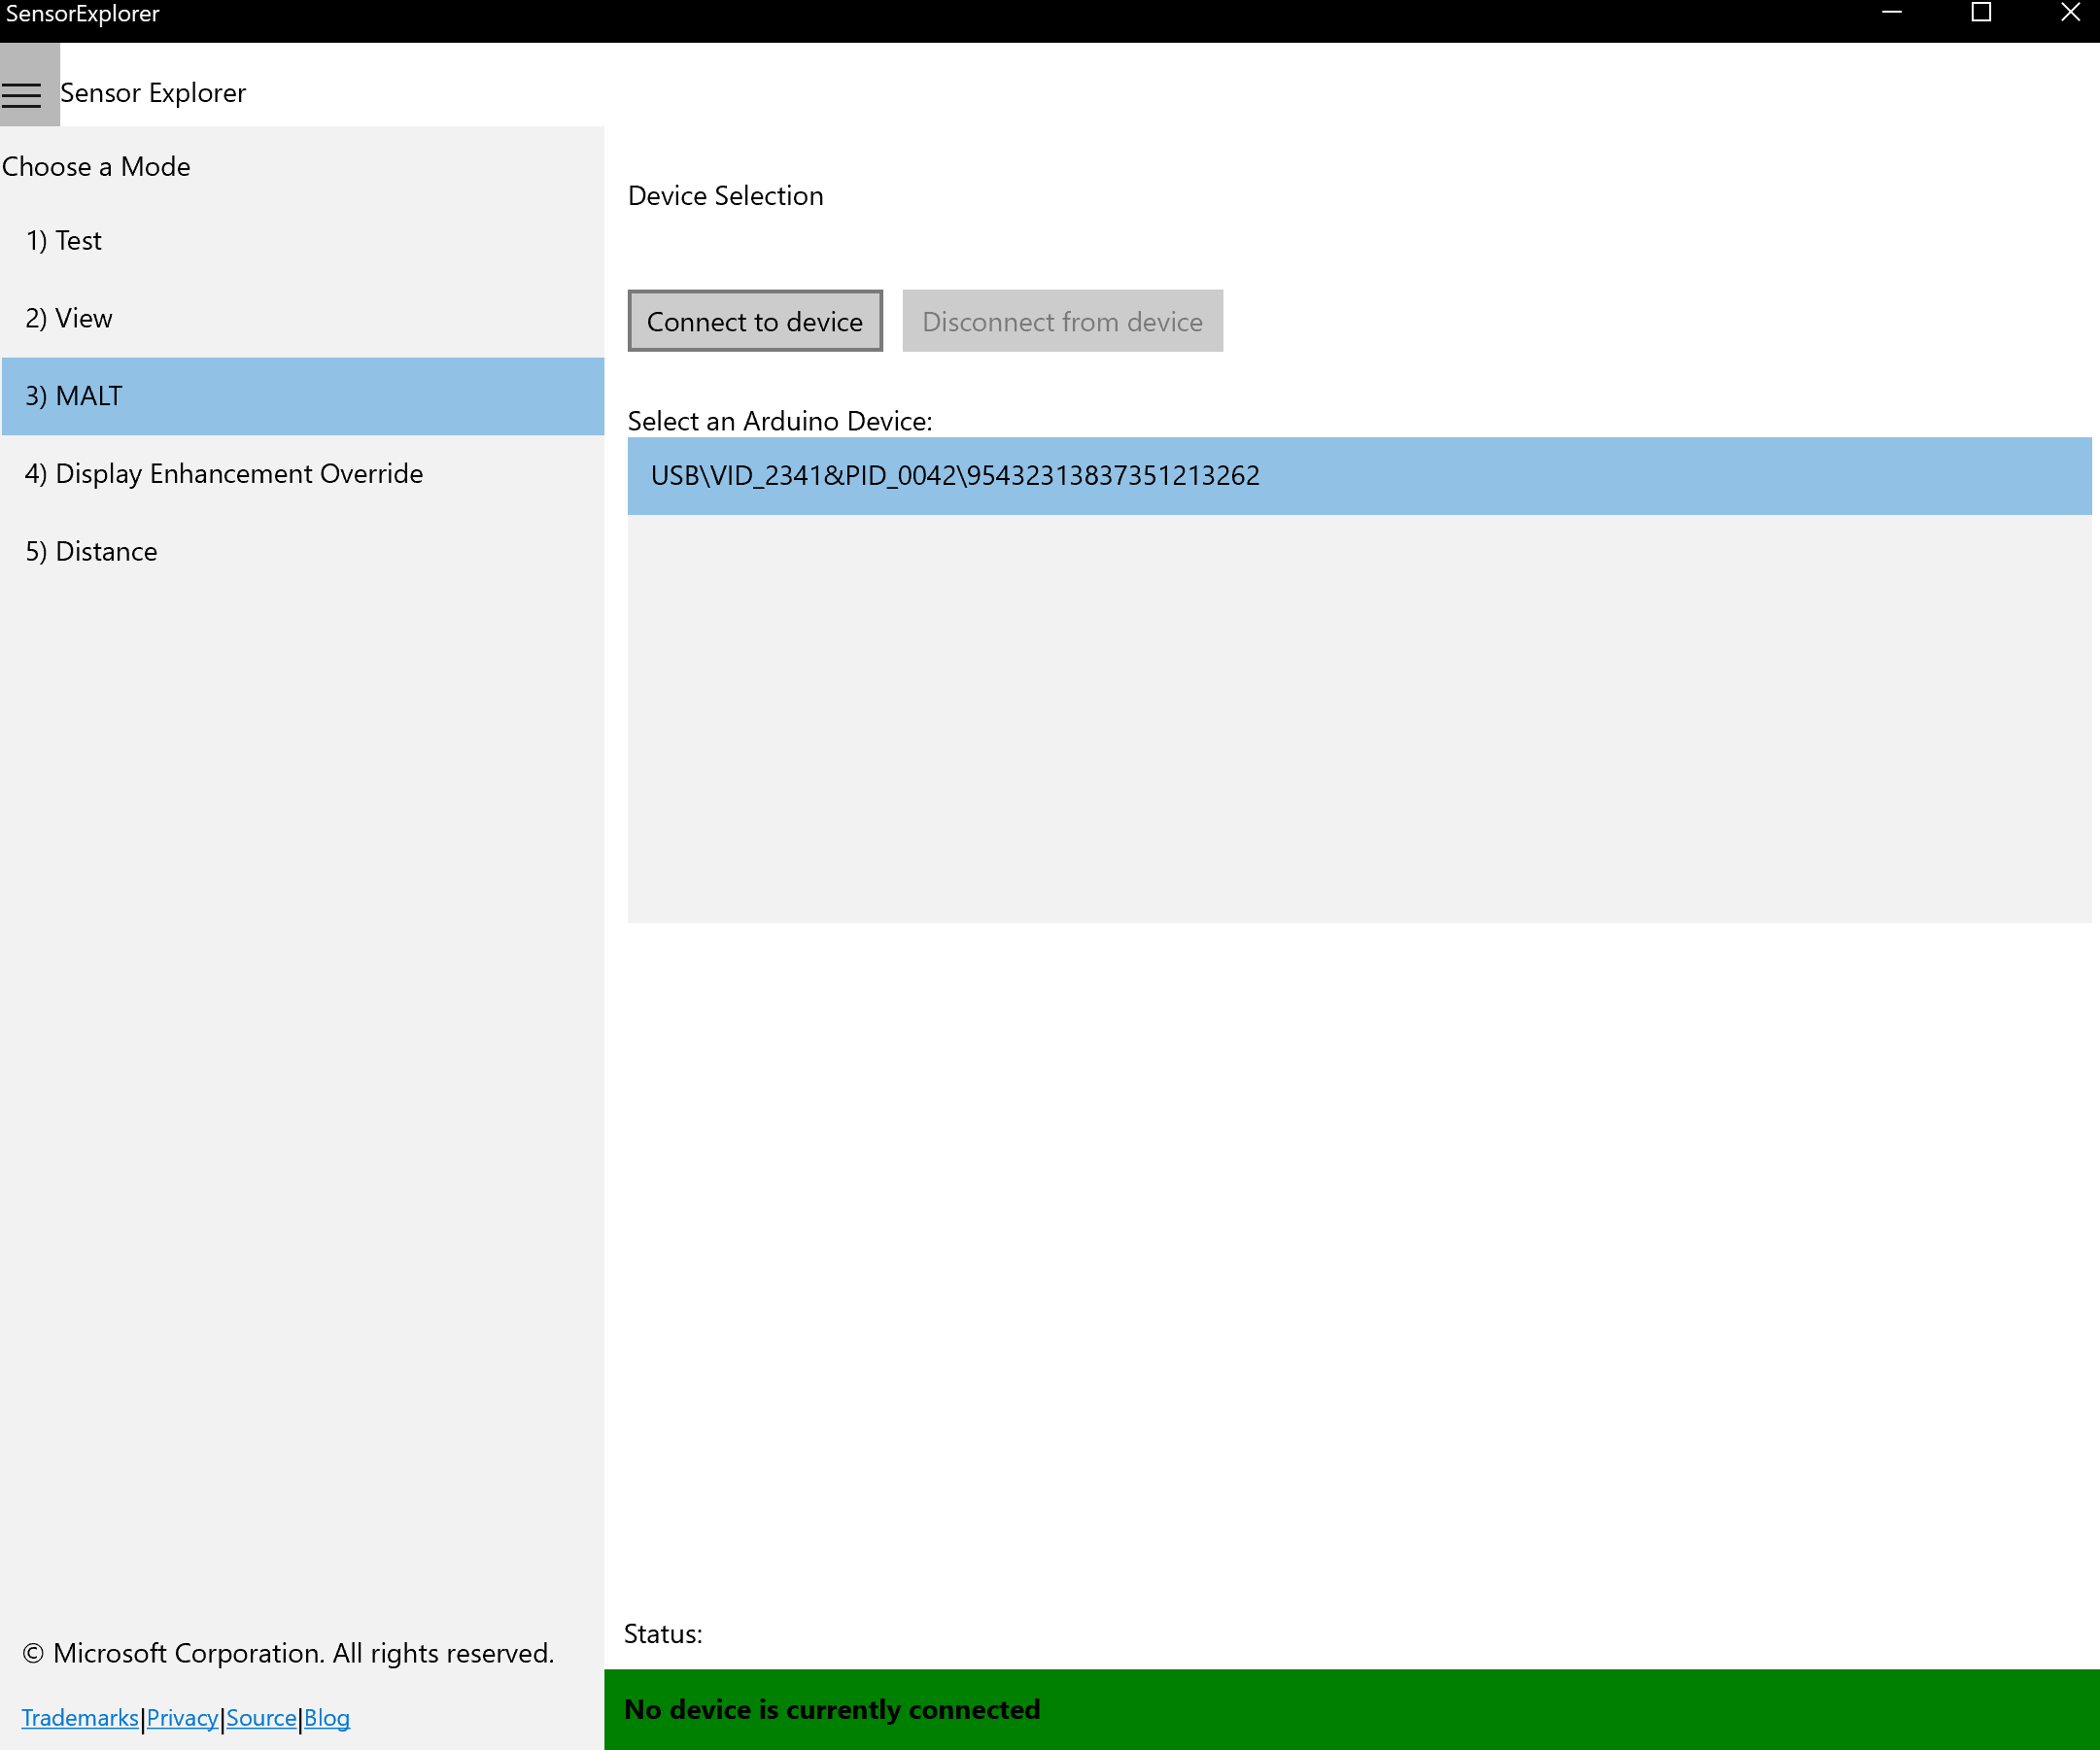 SensorExplorer
Sensor Explorer
Choose a Mode
1) Test
2) View
3) MALT
4) Display Enhancement Override
5) Distance
© Microsoft Corporation. All rights reserved.
Trademarks|Privacy|Source|Blog
Device Selection
Connect to device Disconnect from device
Select an Arduino Device:
USB\VID_2341&PID_0042\95432313837351213262
Status:
No device is currently connected